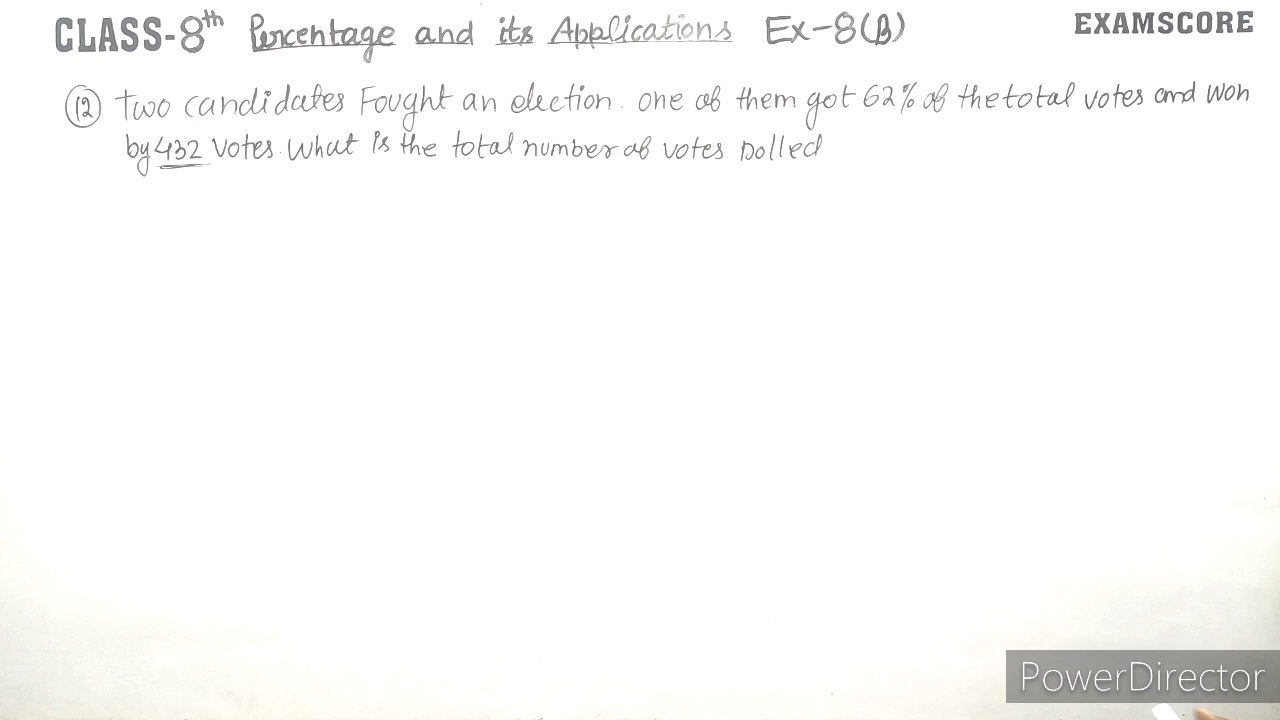 CLASS-8th Percentage and its Applications Ex-8(B)
EXAMSCORE
(12) Two candidates Fought an election. one of them got 62% of the total votes and won
by 432 votes. What is the total number of votes polled
PowerDirector